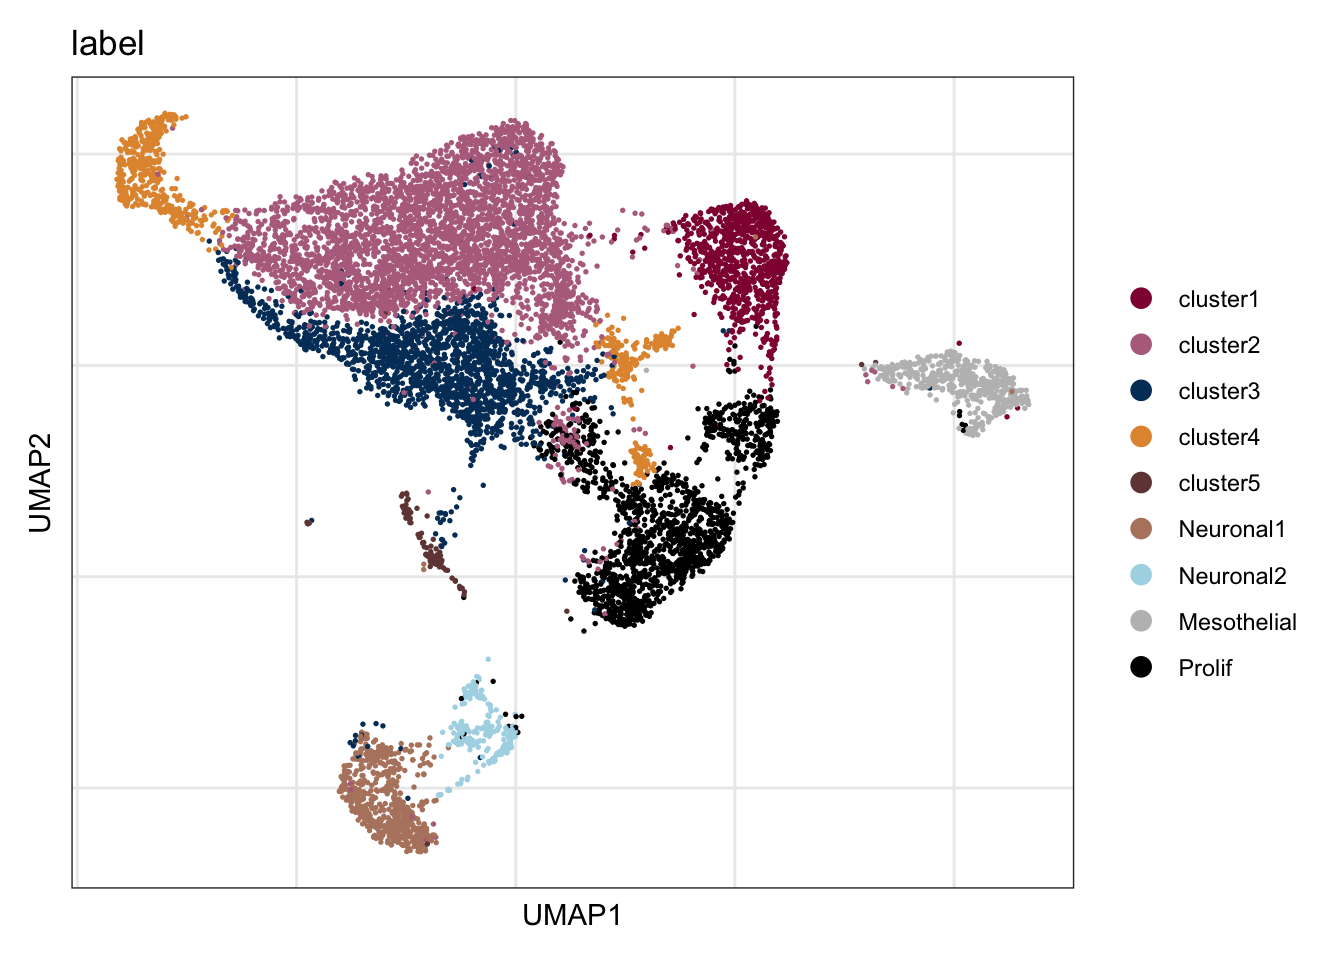 label
UMAP2
UMAP1
cluster1
cluster2
cluster3
cluster4
cluster5
Neuronal1
Neuronal2
Mesothelial
Prolif